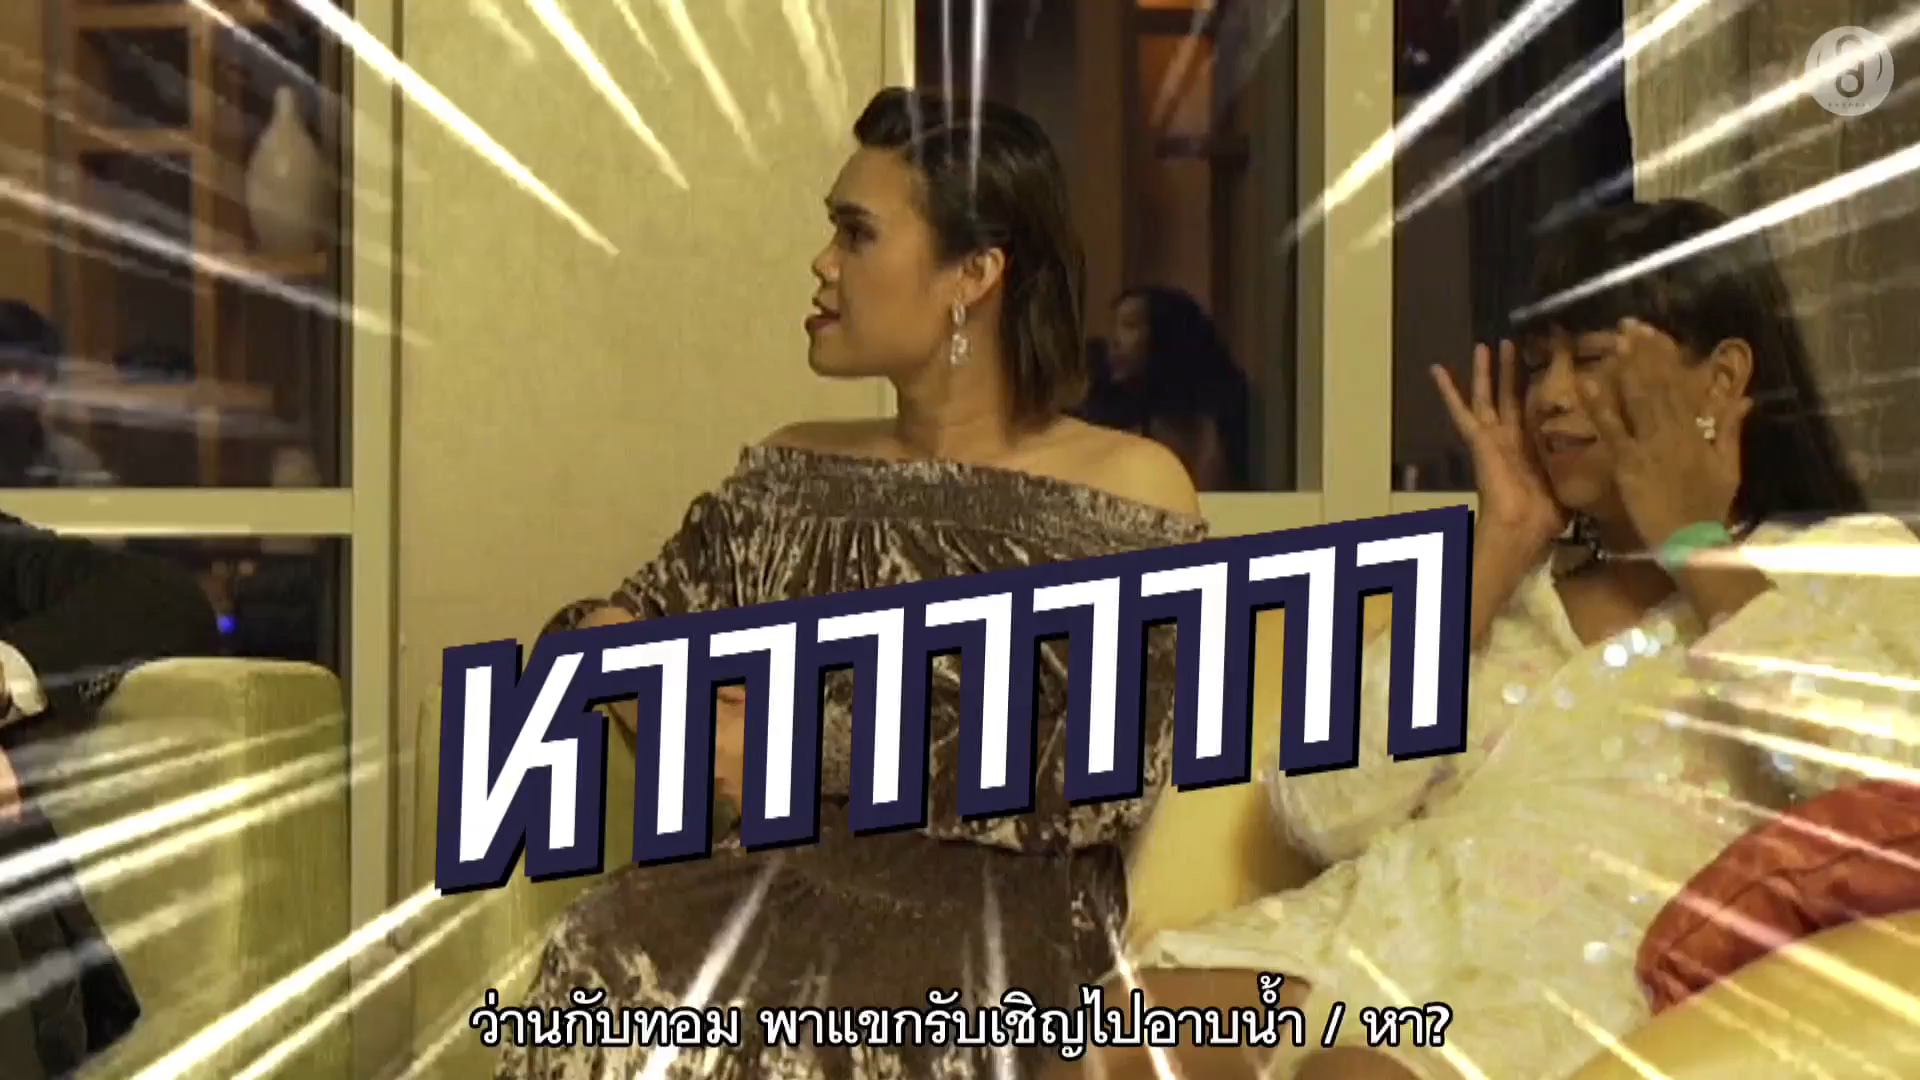 หาาาาาาาา
ว่านกับทอม พาแขกรับเชิญไปอาบน้ำ / หา?